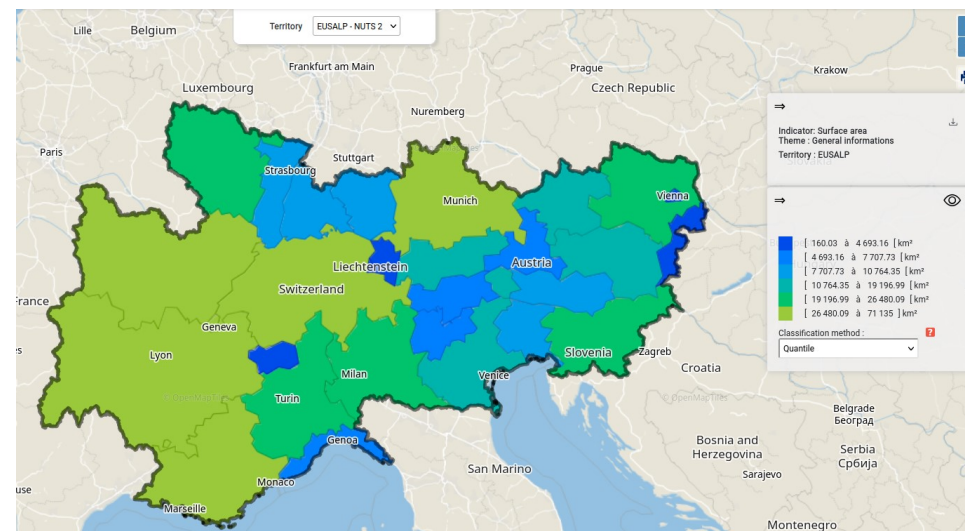 Territory EUSALP - NUTS 2
Lille
Belgium
Frankfurt am Main
Prague
Krakow
Luxembourg
Czech Republic
Nuremberg
Paris
Stuttgart
Strasbourg
Munich
Vienna
Liechtenstein
Austria
Switzerland
France
Geneva
Lyon
Slovenia
Zagreb
Croatia
Milan
Venice
Turin
© OpenMapTiles
© OpenMapTiles
Genoa
Belgrade
Београд
Bosnia and
Herzegovina
Serbia
Србија
San Marino
Monaco
Sarajevo
Marseille
Montenegro
⇒
Indicator: Surface area
Theme : General informations
Territory : EUSALP
⇒
[ 160.03 à 4 693.16 [ km²
[ 4 693.16 à 7 707.73 [ km²
[ 7 707.73 à 10 764.35 [ km²
[ 10 764.35 à 19 196.99 [ km²
[ 19 196.99 à 26 480.09 [ km²
[ 26 480.09 à 71 135 ] km²
Classification method : ?
Quantile